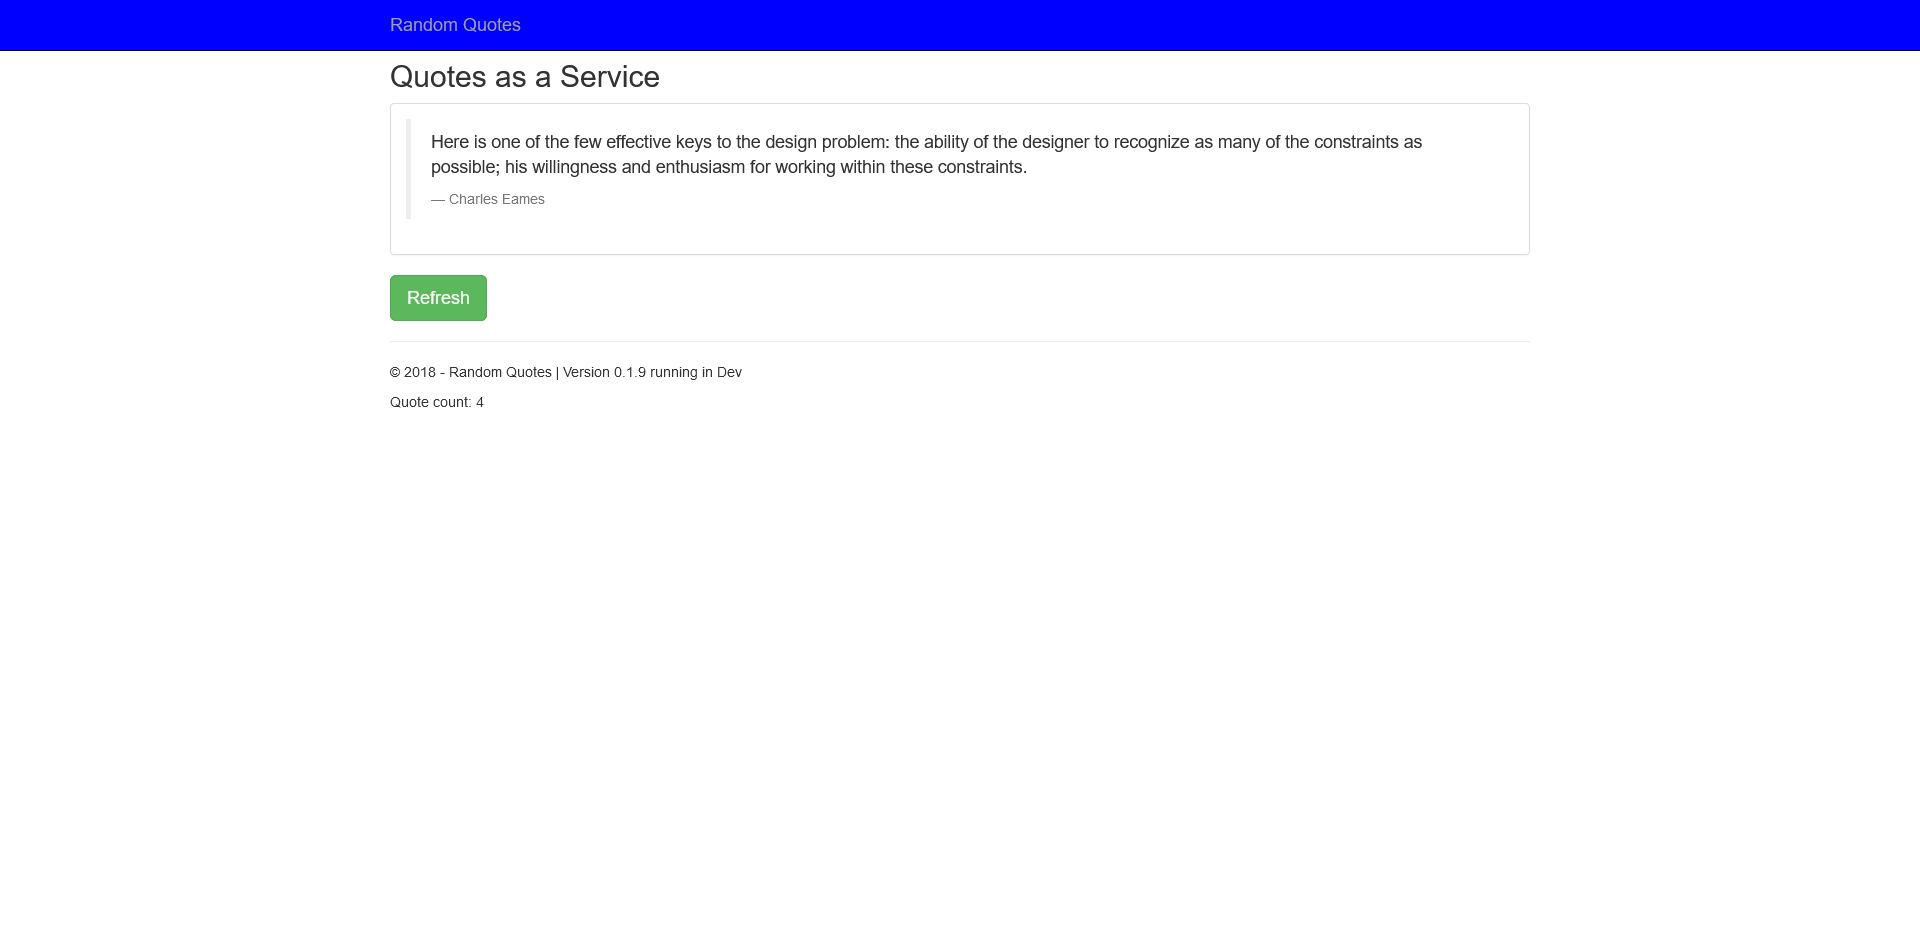 Random Quotes
Quotes as a Service
Here is one of the few effective keys to the design problem: the ability of the designer to recognize as many of the constraints as
possible; his willingness and enthusiasm for working within these constraints.
— Charles Eames
Refresh
© 2018 - Random Quotes | Version 0.1.9 running in Dev
Quote count: 4